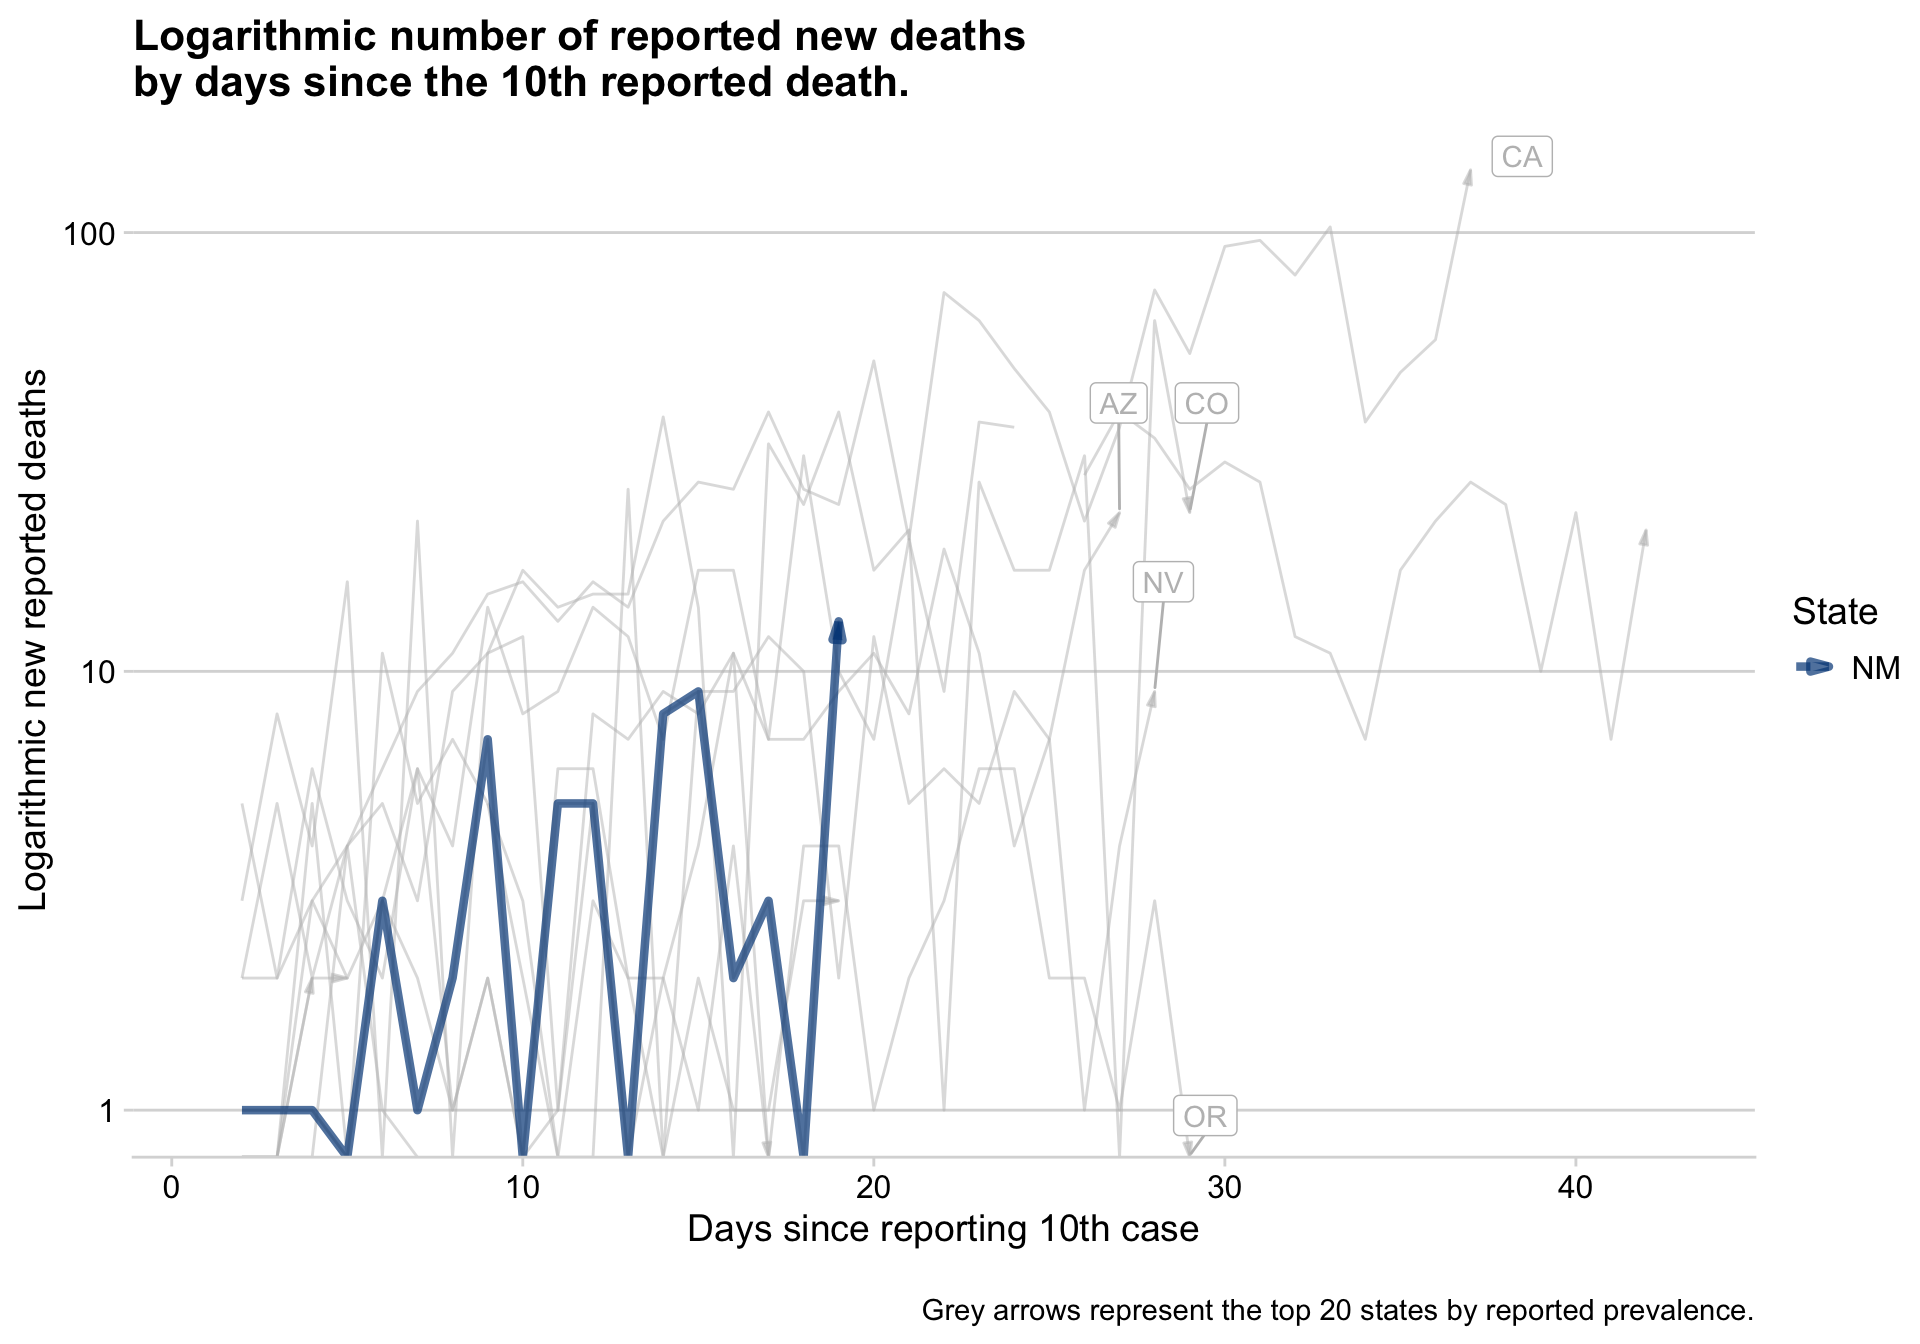 Logarithmic number of reported new deaths
by days since the 10th reported death.
CA
100
AZ
CO
NV
10
OR
1
Logarithmic new reported deaths
State
NM
0
10
20
30
40
Days since reporting 10th case
Grey arrows represent the top 20 states by reported prevalence.